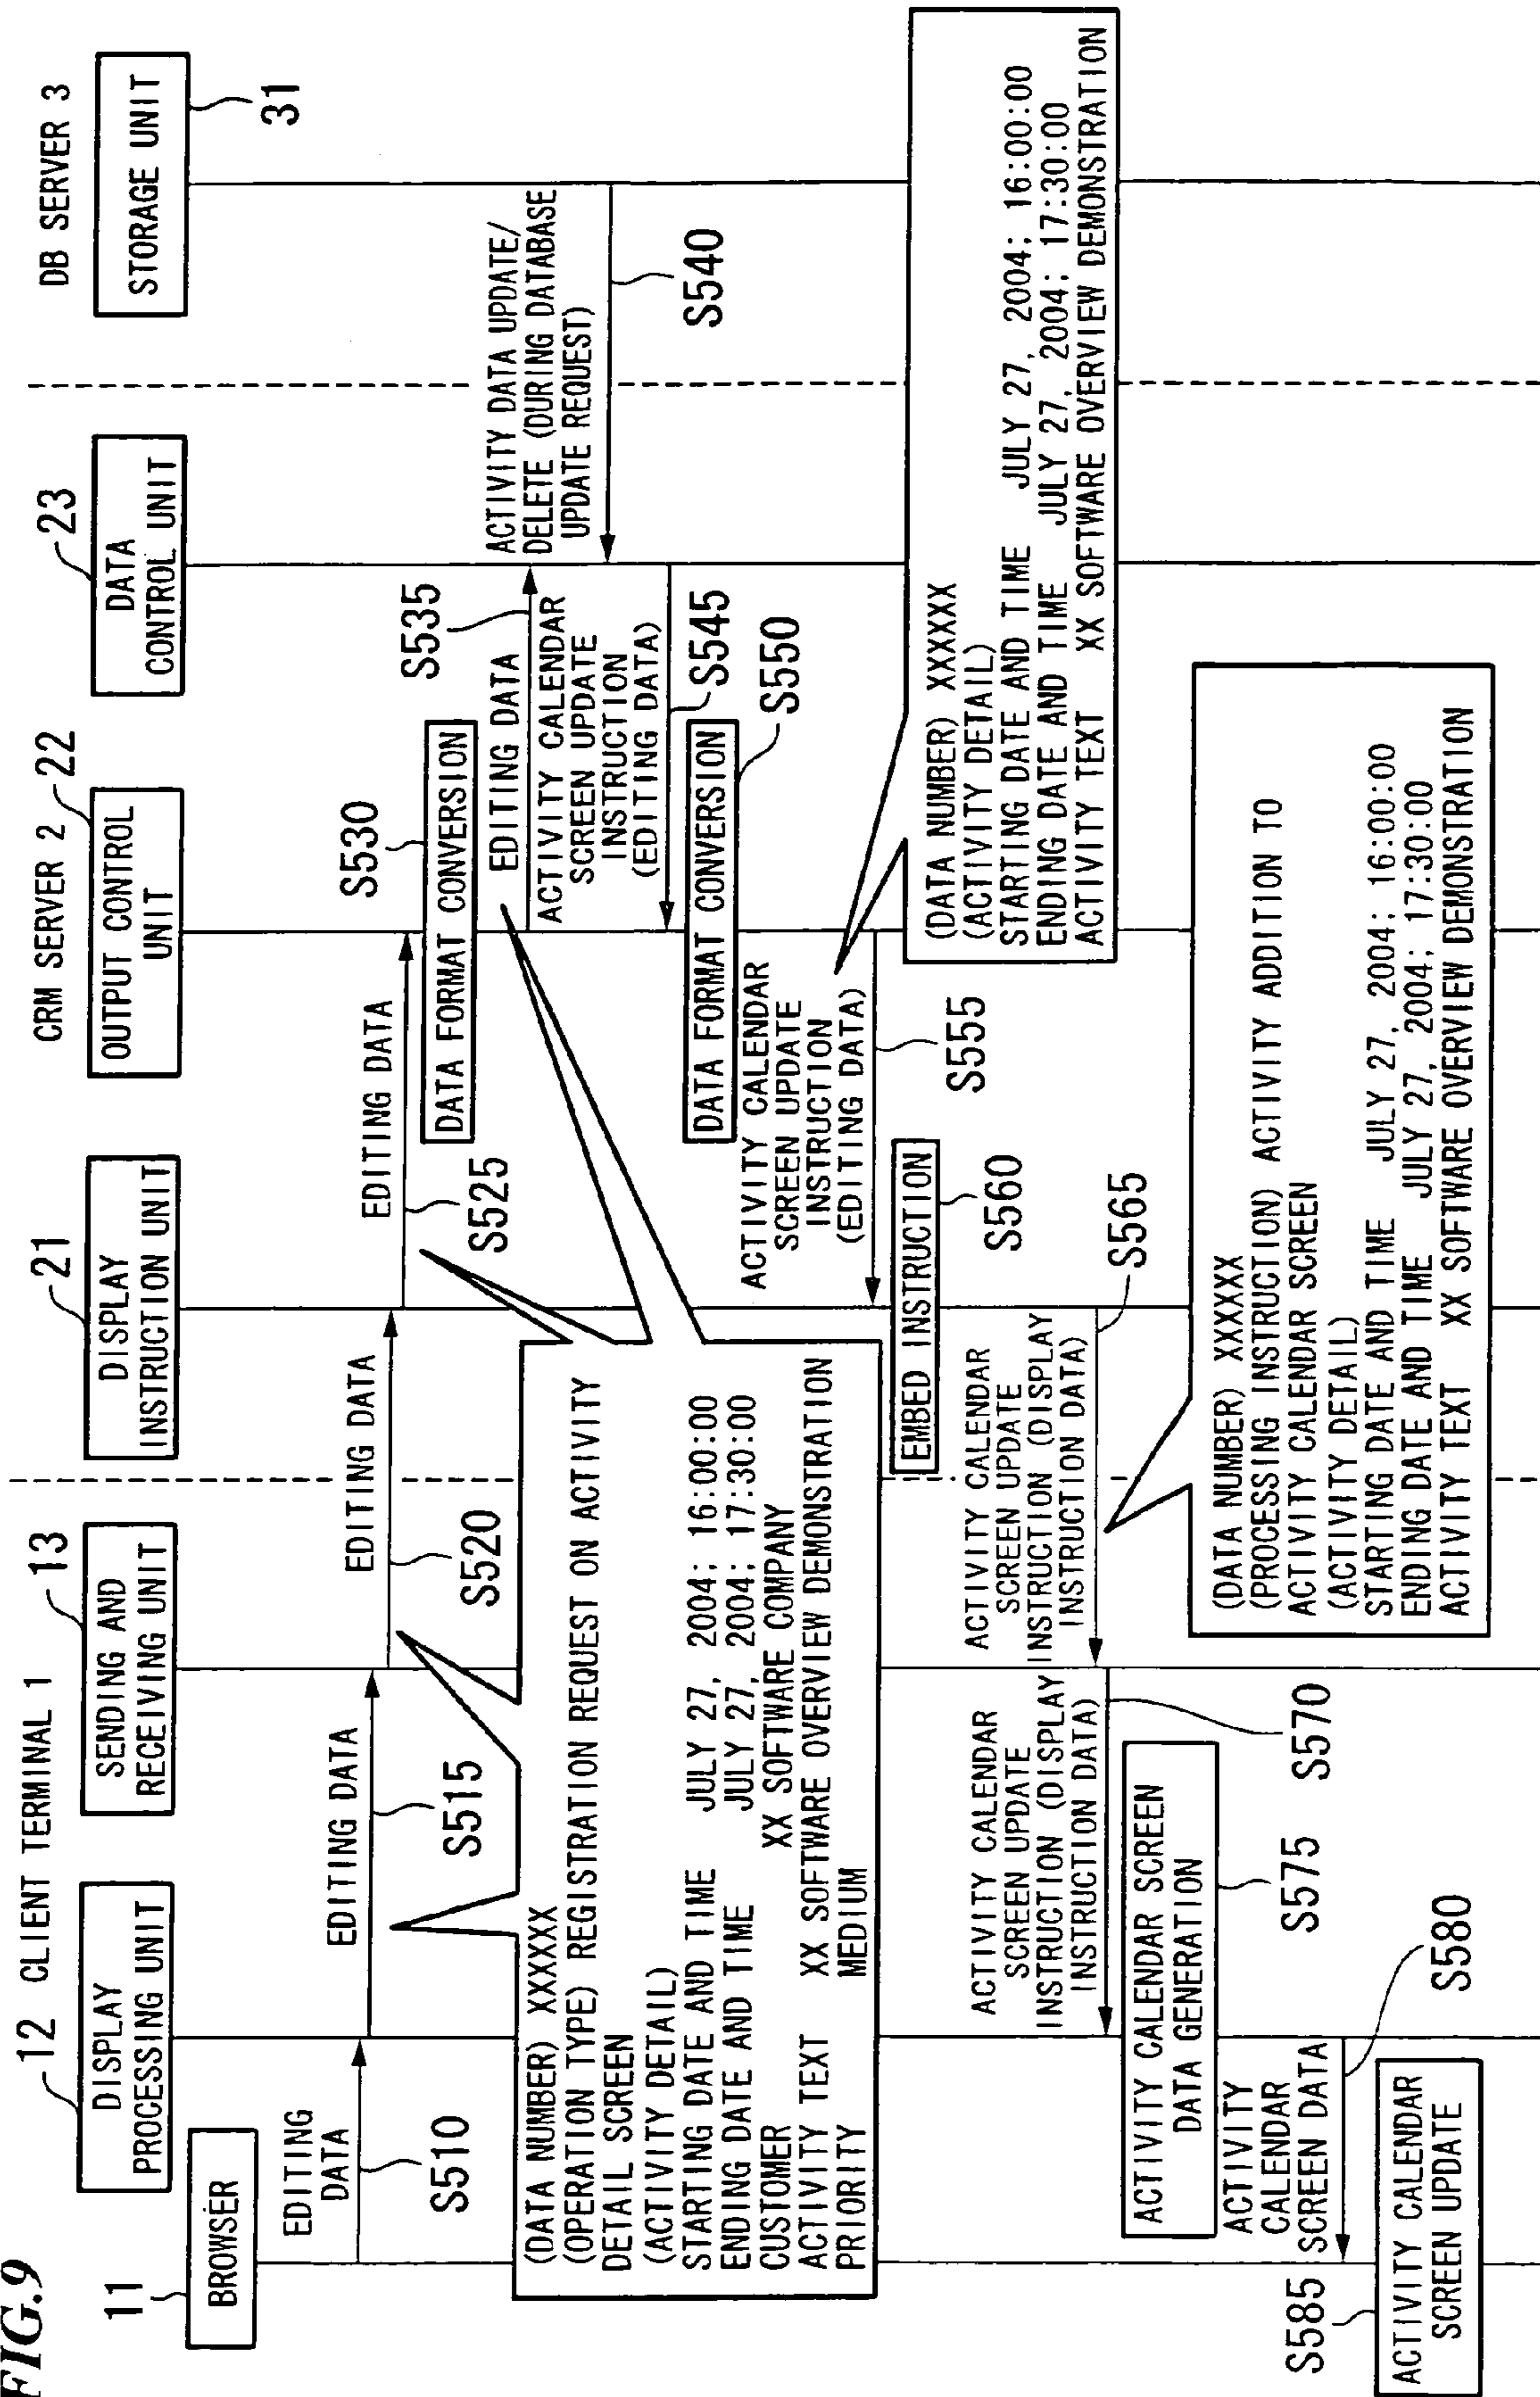 FIG.9
12 CLIENT TERMINAL 1
CRM SERVER 2
DB SERVER 3
11
BROWSER
DISPLAY
PROCESSING UNIT
13
SENDING AND
RECEIVING UNIT
21
DISPLAY
INSTRUCTION UNIT
22
OUTPUT CONTROL
UNIT
23
DATA
CONTROL UNIT
STORAGE UNIT
31
EDITING
DATA
S510
EDITING DATA
S515
EDITING DATA
S520
EDITING DATA
S525
S530
DATA FORMAT CONVERSION
EDITING DATA
S535
ACTIVITY DATA UPDATE/
DELETE (DURING DATABASE
UPDATE REQUEST)
S540
ACTIVITY CALENDAR
SCREEN UPDATE
INSTRUCTION
(EDITING DATA)
S545
DATA FORMAT CONVERSION
S550
(DATA NUMBER) XXXXXX
(OPERATION TYPE) REGISTRATION REQUEST ON ACTIVITY
DETAIL SCREEN
(ACTIVITY DETAIL)
STARTING DATE AND TIME JULY 27, 2004; 16:00:00
ENDING DATE AND TIME JULY 27, 2004; 17:30:00
CUSTOMER XX SOFTWARE COMPANY
ACTIVITY TEXT XX SOFTWARE OVERVIEW DEMONSTRATION
PRIORITY MEDIUM
ACTIVITY CALENDAR
SCREEN UPDATE
INSTRUCTION
(EDITING DATA)
S555
(DATA NUMBER) XXXXXX
(ACTIVITY DETAIL)
STARTING DATE AND TIME JULY 27, 2004; 16:00:00
ENDING DATE AND TIME JULY 27, 2004; 17:30:00
ACTIVITY TEXT XX SOFTWARE OVERVIEW DEMONSTRATION
EMBED INSTRUCTION
S560
ACTIVITY CALENDAR
SCREEN UPDATE
INSTRUCTION (DISPLAY
INSTRUCTION DATA)
S565
(DATA NUMBER) XXXXXX
(PROCESSING INSTRUCTION) ACTIVITY ADDITION TO
ACTIVITY CALENDAR SCREEN
(ACTIVITY DETAIL)
STARTING DATE AND TIME JULY 27, 2004; 16:00:00
ENDING DATE AND TIME JULY 27, 2004; 17:30:00
ACTIVITY TEXT XX SOFTWARE OVERVIEW DEMONSTRATION
ACTIVITY CALENDAR
SCREEN UPDATE
INSTRUCTION (DISPLAY
INSTRUCTION DATA)
S570
ACTIVITY CALENDAR SCREEN
DATA GENERATION
S575
ACTIVITY
CALENDAR
SCREEN DATA
S580
S585
ACTIVITY CALENDAR
SCREEN UPDATE